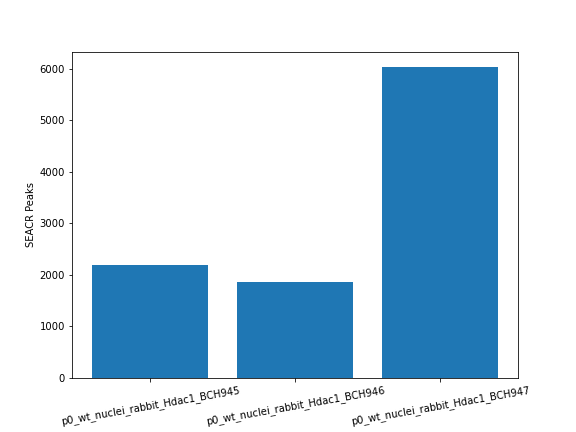 6000
5000
4000
3000
2000
1000
0
SEACR Peaks
p0_wt_nuclei_rabbit_Hdac1_BCH945
p0_wt_nuclei_rabbit_Hdac1_BCH946
p0_wt_nuclei_rabbit_Hdac1_BCH947